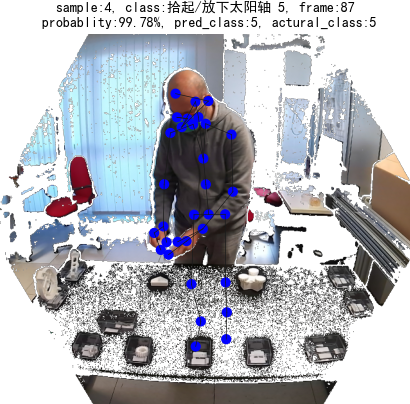 sample:4, class:拾起/放下太阳轴 5, frame:87
probablity:99.78%, pred_class:5, actural_class:5